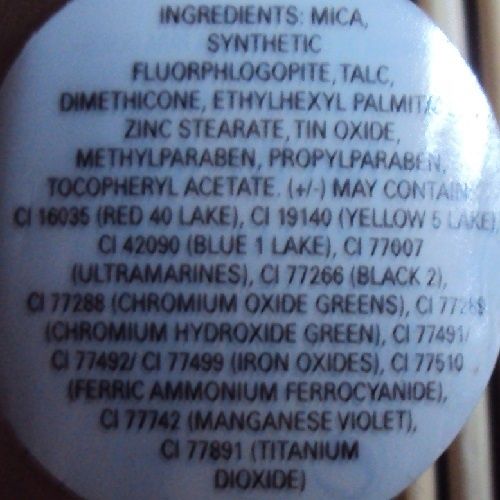 INGREDIENTS: MICA,
SYNTHETIC
FLUORPHLOGOPITE, TALC,
DIMETHICONE, ETHYLHEXYL
ZINC STEARATE, TIN OXIDE,
METHYLPARABEN, PROPYLPARABEN,
TOCOPHERYL ACETATE. (+/-) MAY CONTAIN
CI 16035 (RED 40 LAKE), CI 19140 (YELLOW 5 LAKE),
CI 42090 (BLUE 1 LAKE), CI 77007
(ULTRAMARINES), CI 77266 (BLACK 2),
CI 77288 (CHROMIUM OXIDE GREENS), CI
(CHROMIUM HYDROXIDE GREEN), CI 77491/
CI 77492/ CI 77499 (IRON OXIDES), CI 77510
(FERRIC AMMONIUM FERROCYANIDE),
CI 77742 (MANGANESE VIOLET),
CI 77891 (TITANIUM
DIOXIDE)